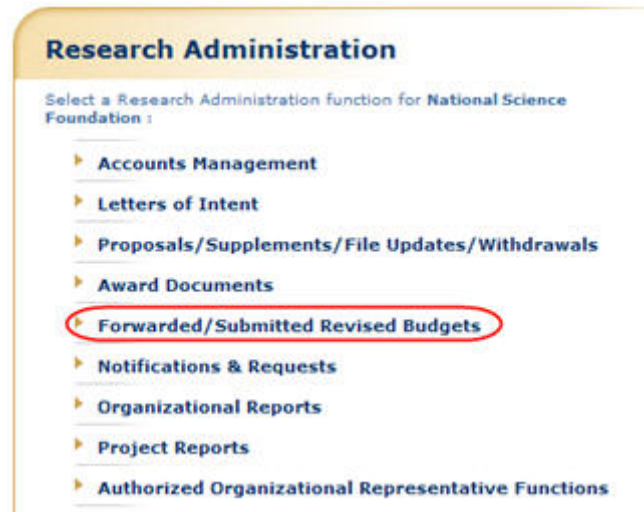 Research Administration
Select a Research Administration function for National Science
Foundation :
Accounts Management
Letters of Intent
Proposals/Supplements/File Updates/Withdrawals
Award Documents
Forwarded/Submitted Revised Budgets
Notifications & Requests
Organizational Reports
Project Reports
Authorized Organizational Representative Functions